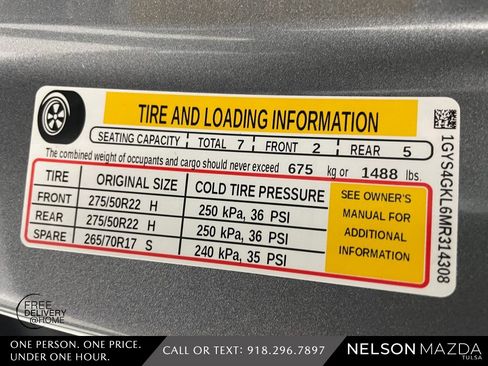 TIRE AND LOADING INFORMATION
SEATING CAPACITY TOTAL 7 FRONT 2 REAR 5
The combined weight of occupants and cargo should never exceed 675 kg or 1488 lbs.
TIRE ORIGINAL SIZE COLD TIRE PRESSURE
FRONT 275/50R22 H 250 kPa, 36 PSI
REAR 275/50R22 H 250 kPa, 36 PSI
SPARE 265/70R17 S 240 kPa, 35 PSI
SEE OWNER'S
MANUAL FOR
ADDITIONAL
INFORMATION
1GYS4GKL6MR314308
FREE
DELIVERY
@HOME
ONE PERSON. ONE PRICE.
UNDER ONE HOUR.
CALL OR TEXT: 918.296.7897
NELSON MAZDA
TULSA